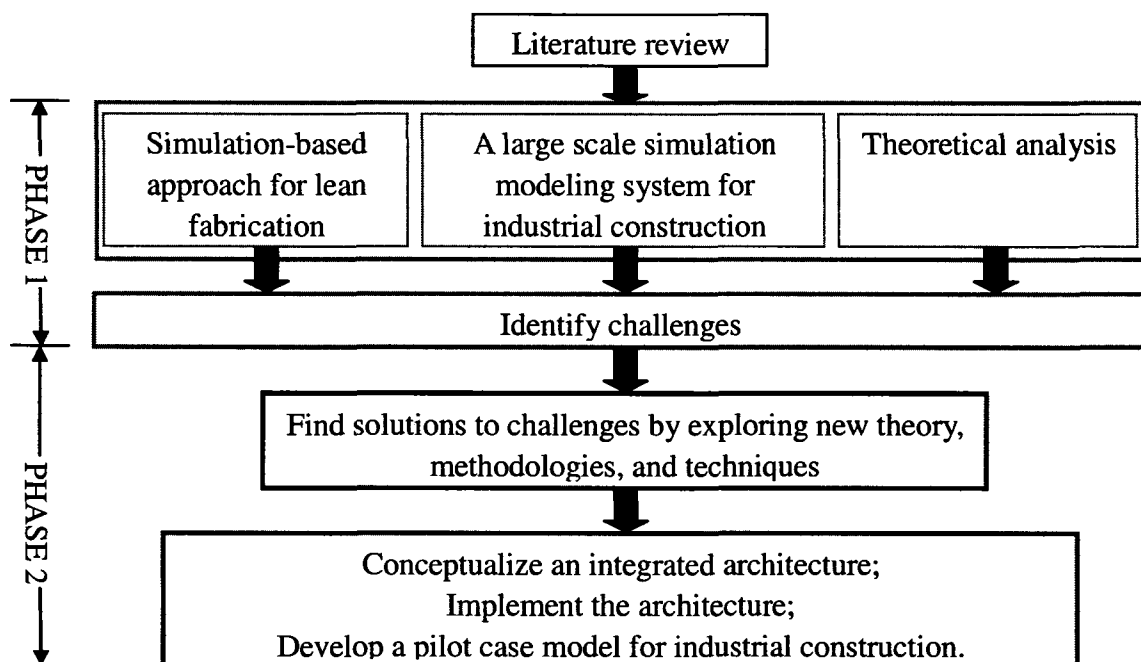 Literature review
PHASE 1
Simulation-based
approach for lean
fabrication
A large scale simulation
modeling system for
industrial construction
Theoretical analysis
Identify challenges
PHASE 2
Find solutions to challenges by exploring new theory,
methodologies, and techniques
Conceptualize an integrated architecture;
Implement the architecture;
Develop a pilot case model for industrial construction.